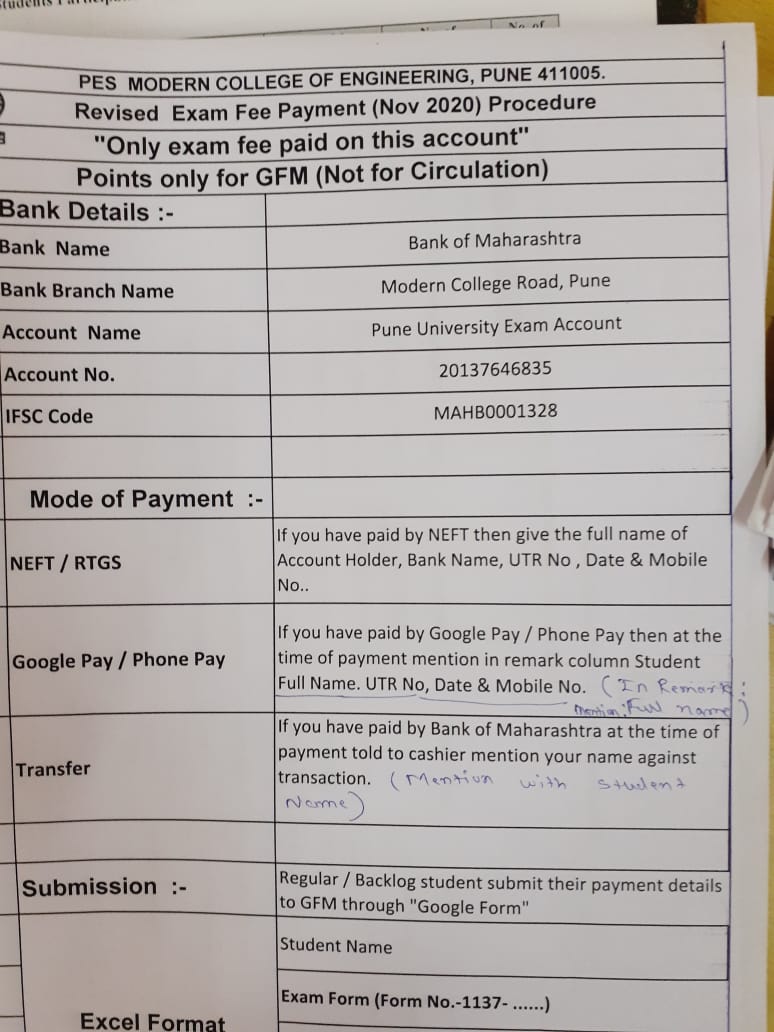 No. of
PES MODERN COLLEGE OF ENGINEERING, PUNE 411005.
Revised Exam Fee Payment (Nov 2020) Procedure
"Only exam fee paid on this account"
Points only for GFM (Not for Circulation)
Bank Details :-
Bank Name
Bank of Maharashtra
Bank Branch Name
Modern College Road, Pune
Account Name
Pune University Exam Account
Account No.
20137646835
IFSC Code
MAHB0001328
Mode of Payment :-
NEFT / RTGS
If you have paid by NEFT then give the full name of
Account Holder, Bank Name, UTR No , Date & Mobile
No..
Google Pay / Phone Pay
If you have paid by Google Pay / Phone Pay then at the
time of payment mention in remark column Student
Full Name. UTR No, Date & Mobile No. (In Remark:
mention: Full name)
Transfer
If you have paid by Bank of Maharashtra at the time of
payment told to cashier mention your name against
transaction. (Mention with student
Name)
Submission :-
Regular / Backlog student submit their payment details
to GFM through "Google Form"
Excel Format
Student Name
Exam Form (Form No.-1137- ......)